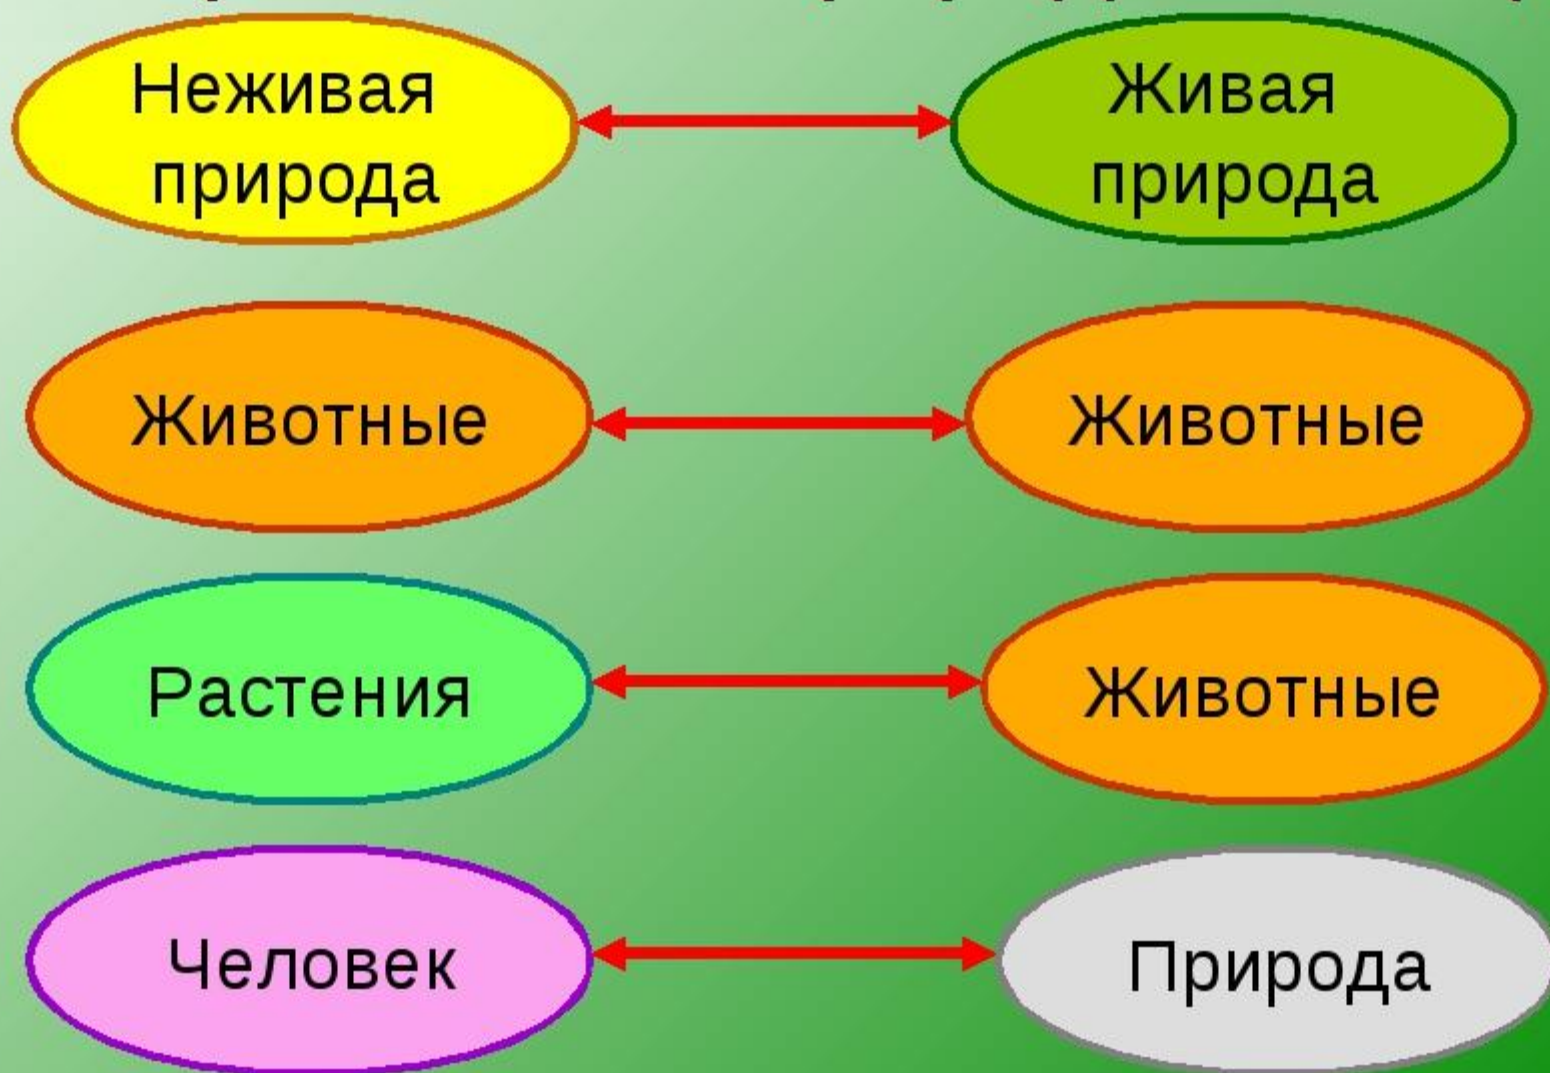 Неживая
природа
Живая
природа
Животные
Животные
Растения
Животные
Человек
Природа